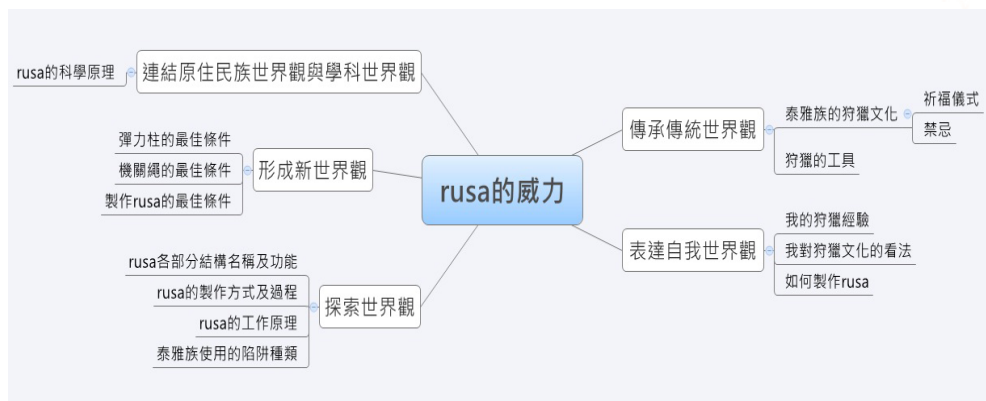 rusa的威力
傳承傳統世界觀
泰雅族的狩獵文化
祈福儀式
禁忌
狩獵的工具
表達自我世界觀
我的狩獵經驗
我對狩獵文化的看法
如何製作rusa
連結原住民族世界觀與學科世界觀
rusa的科學原理
形成新世界觀
彈力柱的最佳條件
機關繩的最佳條件
製作rusa的最佳條件
探索世界觀
rusa各部分結構名稱及功能
rusa的製作方式及過程
rusa的工作原理
泰雅族使用的陷阱種類